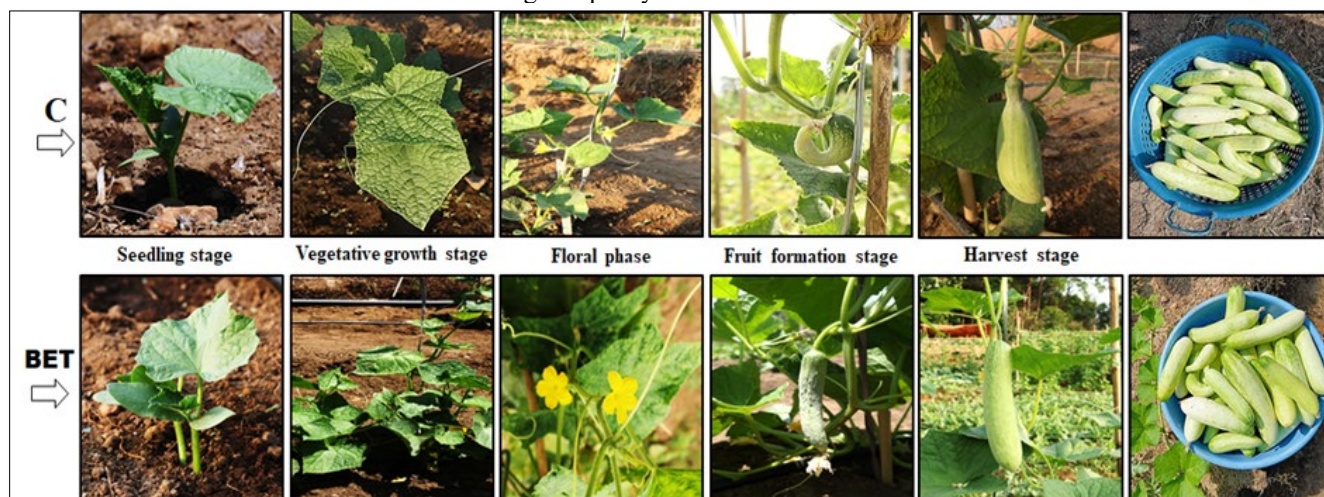 C
Seedling stage
Vegetative growth stage
Floral phase
Fruit formation stage
Harvest stage
BET